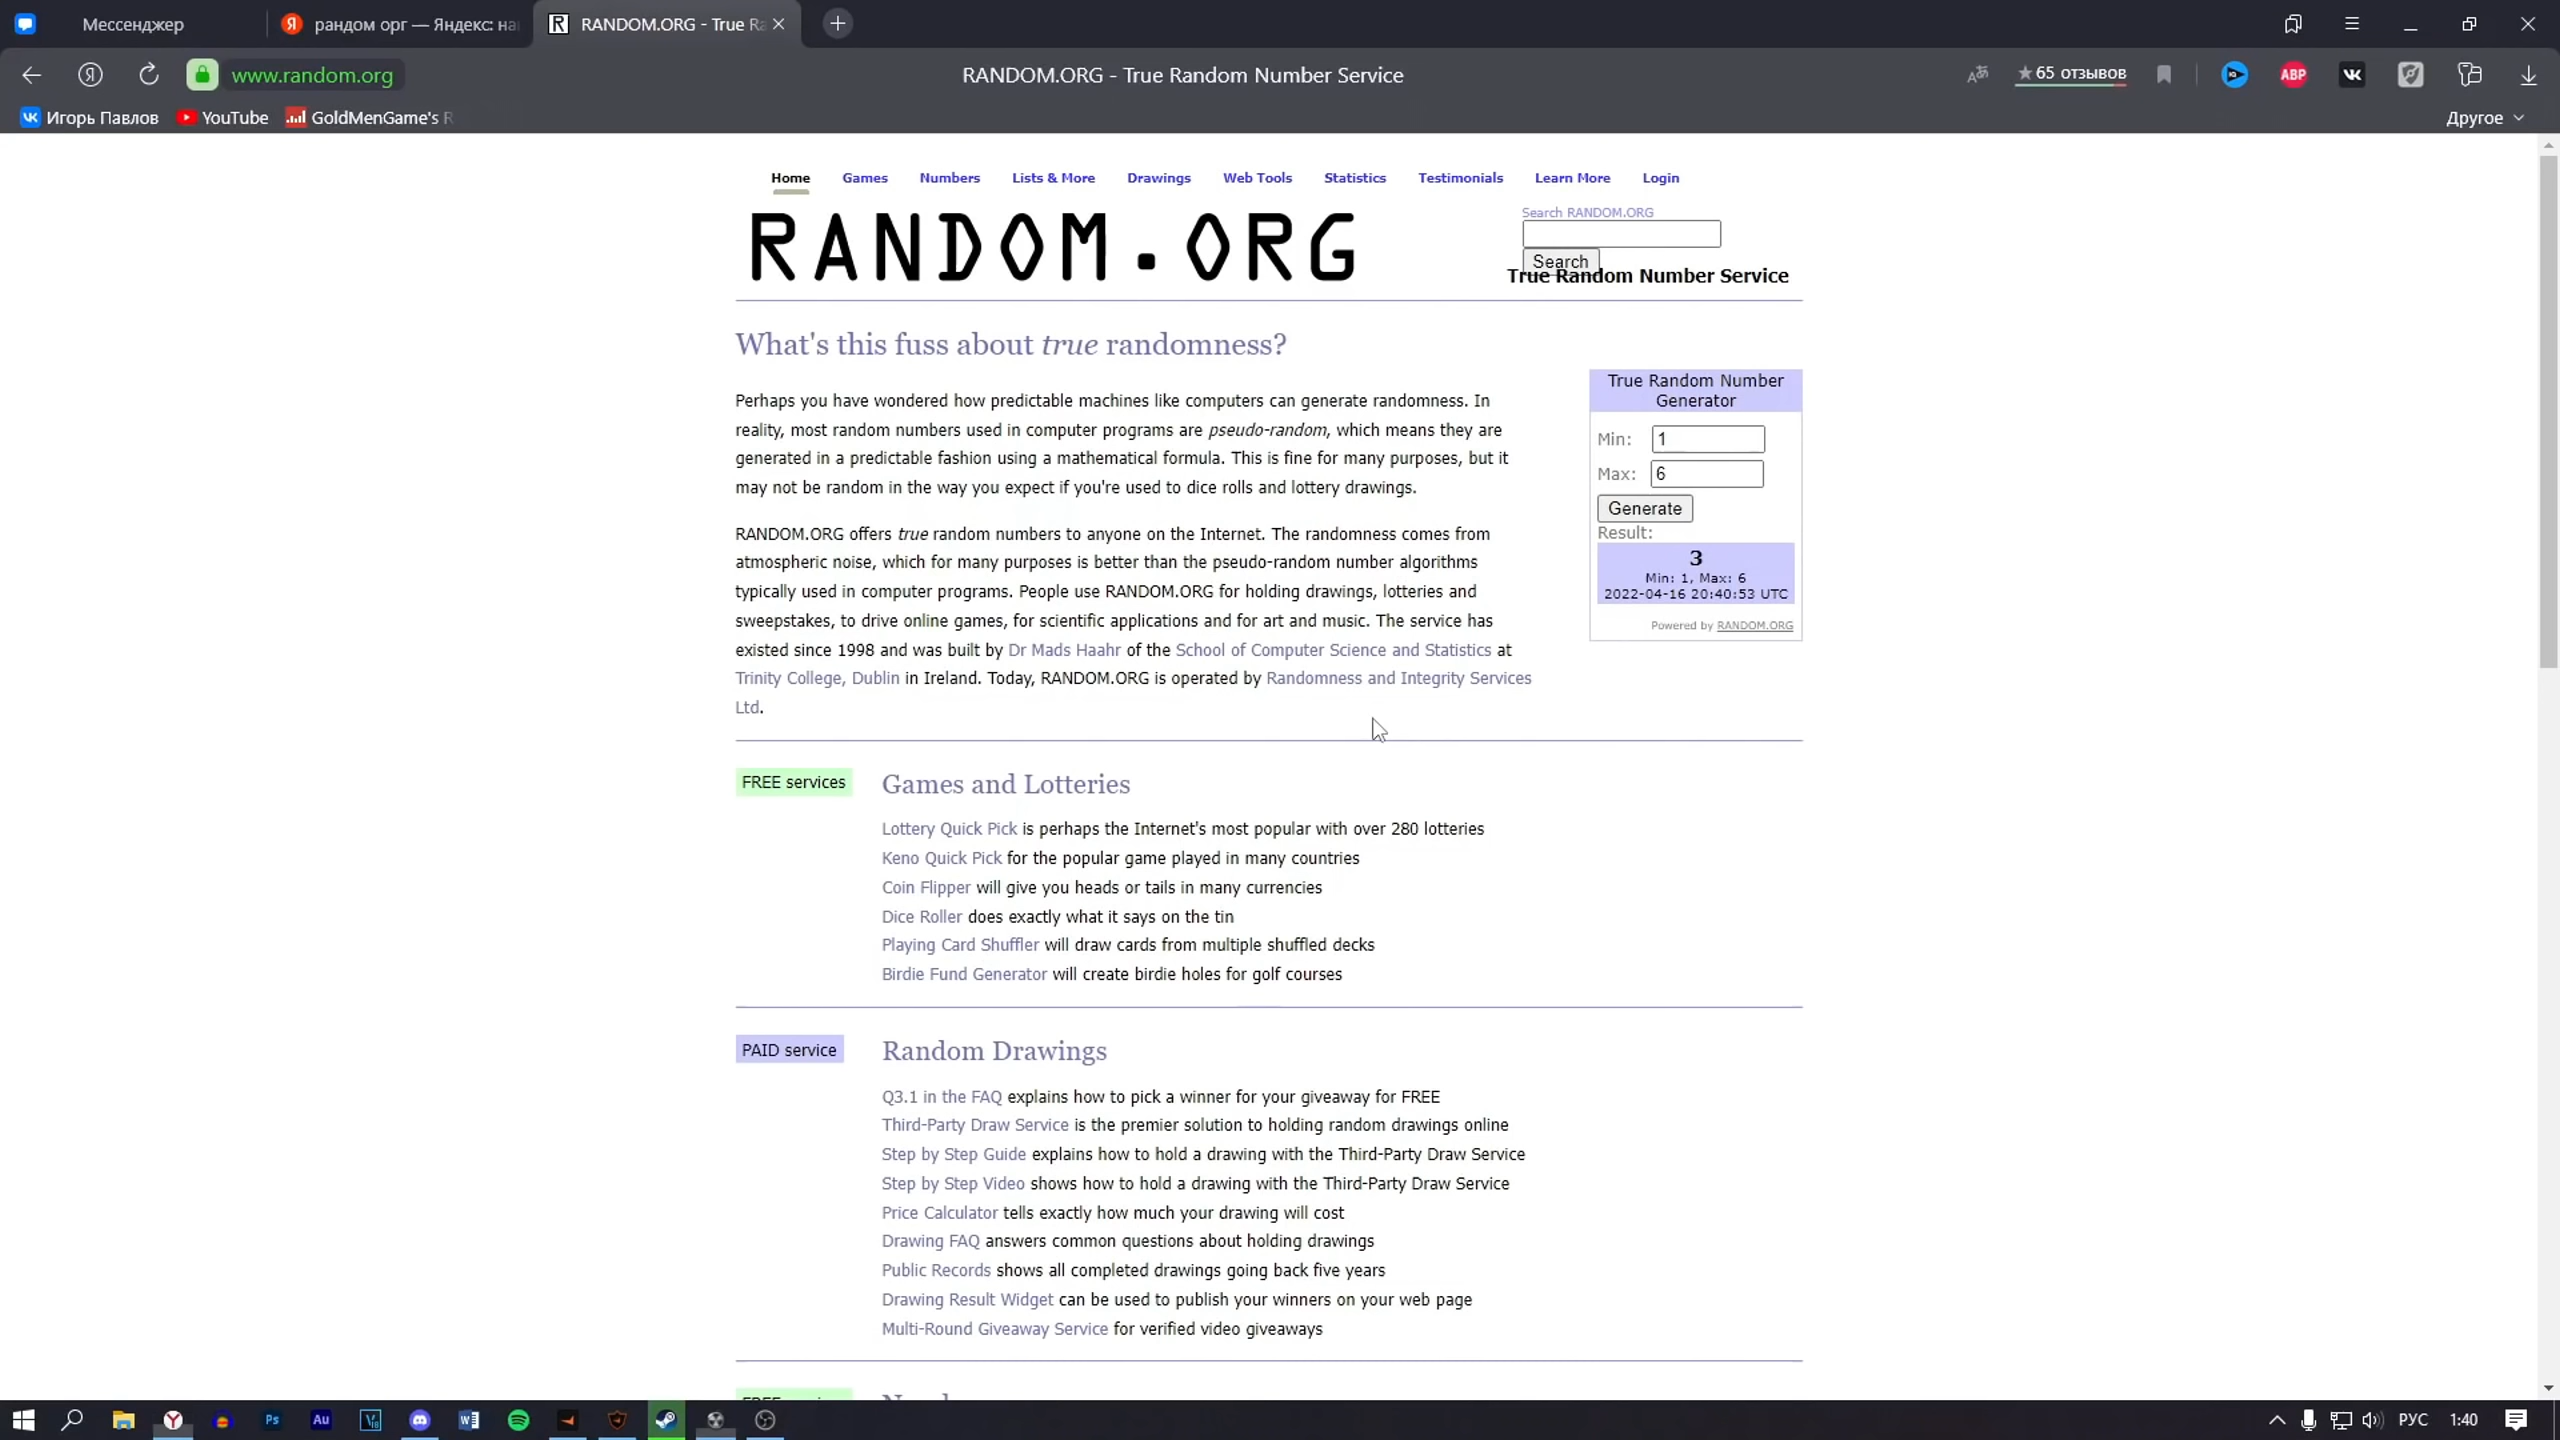 Мессенджер
рандом орг — Яндекс: на
RANDOM.ORG - True Ra
www.random.org
RANDOM.ORG - True Random Number Service
65 отзывов
ABP
Игорь Павлов
YouTube
GoldMenGame's R
Другое
Home
Games
Numbers
Lists & More
Drawings
Web Tools
Statistics
Testimonials
Learn More
Login
RANDOM.ORG
Search RANDOM.ORG
Search
True Random Number Service
What's this fuss about true randomness?
Perhaps you have wondered how predictable machines like computers can generate randomness. In
reality, most random numbers used in computer programs are pseudo-random, which means they are
generated in a predictable fashion using a mathematical formula. This is fine for many purposes, but it
may not be random in the way you expect if you're used to dice rolls and lottery drawings.
RANDOM.ORG offers true random numbers to anyone on the Internet. The randomness comes from
atmospheric noise, which for many purposes is better than the pseudo-random number algorithms
typically used in computer programs. People use RANDOM.ORG for holding drawings, lotteries and
sweepstakes, to drive online games, for scientific applications and for art and music. The service has
existed since 1998 and was built by Dr Mads Haahr of the School of Computer Science and Statistics at
Trinity College, Dublin in Ireland. Today, RANDOM.ORG is operated by Randomness and Integrity Services
Ltd.
True Random Number
Generator
Min: 1
Max: 6
Generate
Result:
3
Min: 1, Max: 6
2022-04-16 20:40:53 UTC
Powered by RANDOM.ORG
FREE services
Games and Lotteries
Lottery Quick Pick is perhaps the Internet's most popular with over 280 lotteries
Keno Quick Pick for the popular game played in many countries
Coin Flipper will give you heads or tails in many currencies
Dice Roller does exactly what it says on the tin
Playing Card Shuffler will draw cards from multiple shuffled decks
Birdie Fund Generator will create birdie holes for golf courses
PAID service
Random Drawings
Q3.1 in the FAQ explains how to pick a winner for your giveaway for FREE
Third-Party Draw Service is the premier solution to holding random drawings online
Step by Step Guide explains how to hold a drawing with the Third-Party Draw Service
Step by Step Video shows how to hold a drawing with the Third-Party Draw Service
Price Calculator tells exactly how much your drawing will cost
Drawing FAQ answers common questions about holding drawings
Public Records shows all completed drawings going back five years
Drawing Result Widget can be used to publish your winners on your web page
Multi-Round Giveaway Service for verified video giveaways
Ps
Au
РУС
1:40